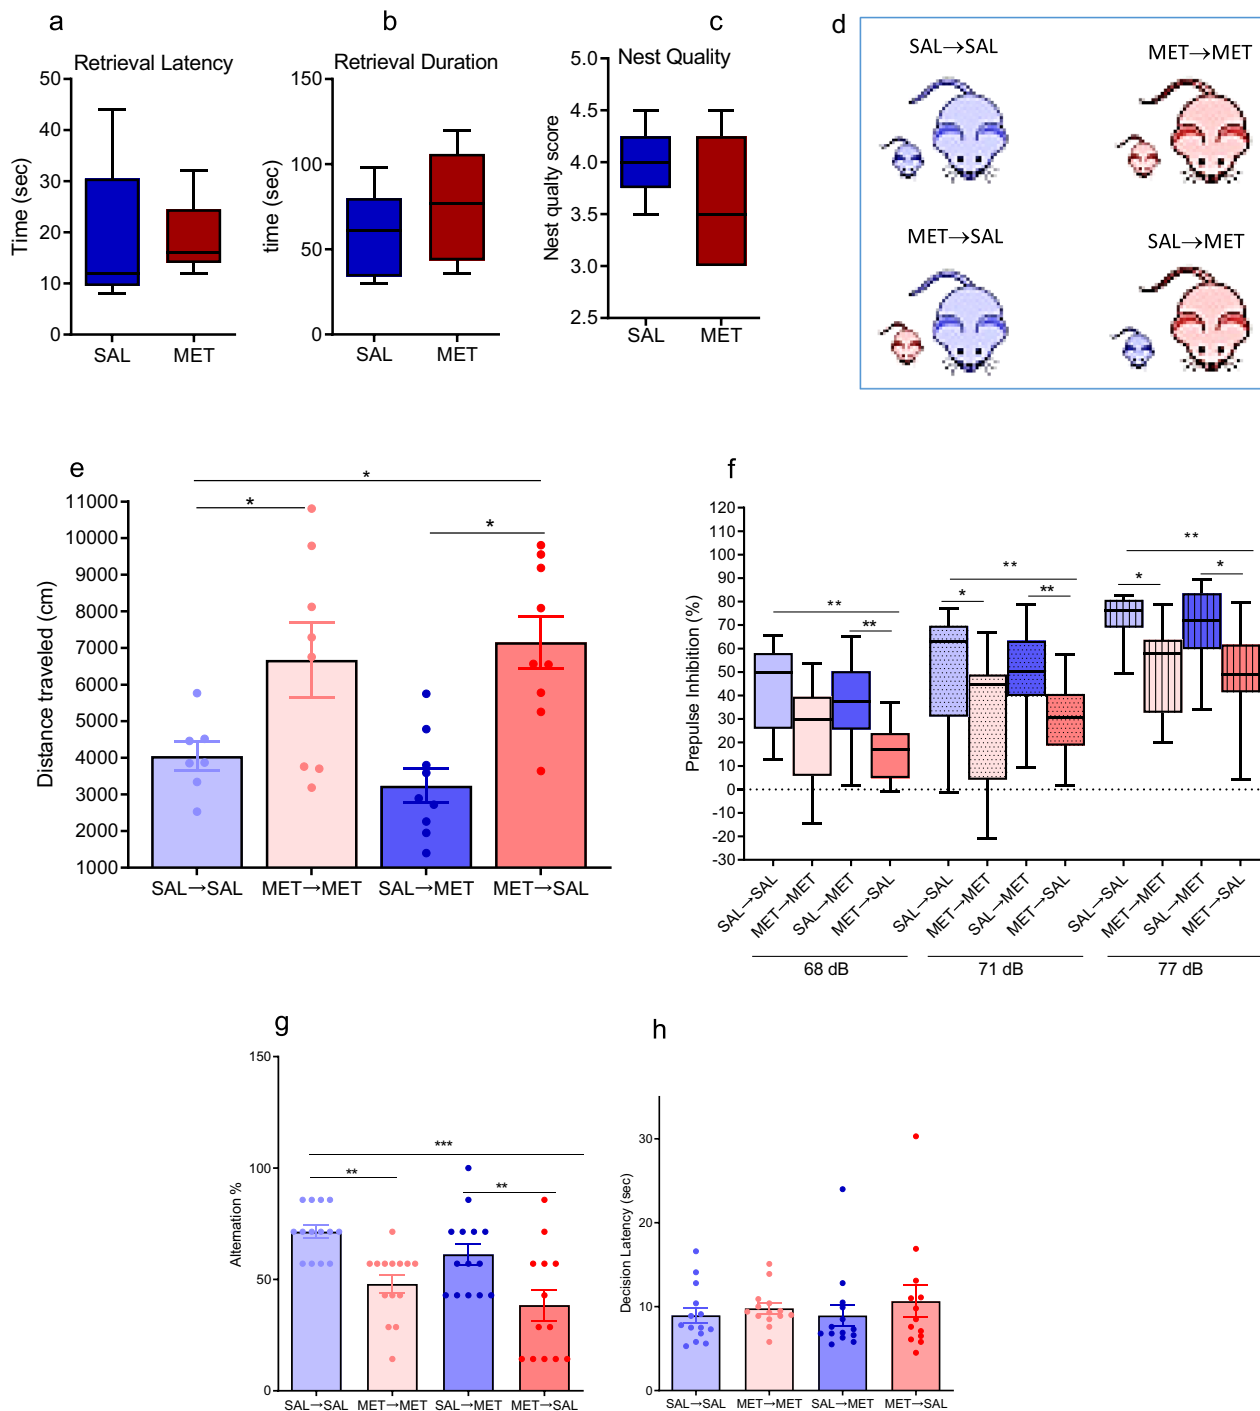 a
b
c
d
Retrieval Latency
Time (sec)
50
40
30
20
10
0
SAL MET
Retrieval Duration
time (sec)
150
100
50
0
SAL MET
Nest Quality
Nest qualty score
5.0
4.5
4.0
3.5
3.0
2.5
SAL MET
SAL→SAL
MET→MET
MET→SAL
SAL→MET
e
Distance traveled (cm)
11000
10000
9000
8000
7000
6000
5000
4000
3000
2000
1000
*
*
*
SAL→SAL MET→MET SAL→MET MET→SAL
f
Prepulse Inhibition (%)
120
110
100
90
80
70
60
50
40
30
20
10
0
-10
-20
-30
**
**
**
*
**
**
*
*
SAL→SAL MET→MET SAL→MET MET→SAL SAL→SAL MET→MET SAL→MET MET→SAL SAL→SAL MET→MET SAL→MET MET→SAL
68 dB 71 dB 77 dB
g
Alternation %
150
100
50
0
***
**
**
SAL→SAL MET→MET SAL→MET MET→SAL
h
Decision Latency (sec)
30
20
10
0
SAL→SAL MET→MET SAL→MET MET→SAL